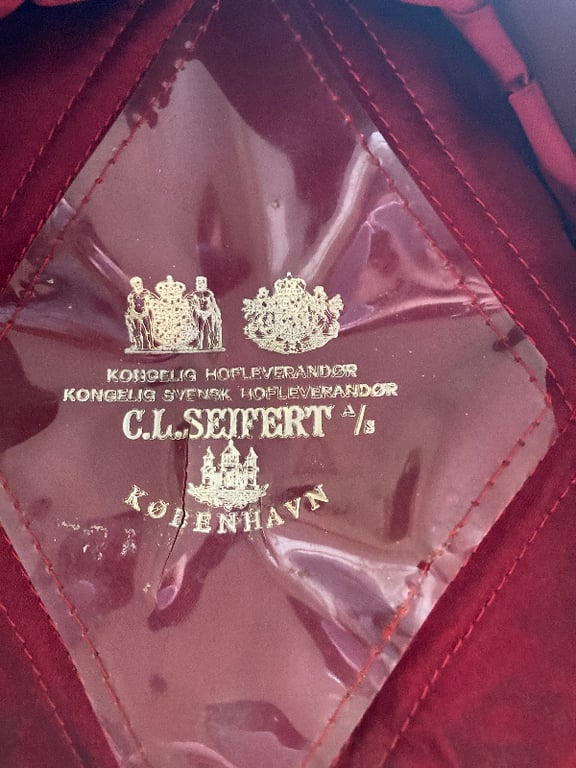 KONGELIG HOFLEVERANDØR
KONGELIG SVENSK HOFLEVERANDØR
C.L. SEIFERT A/S
KØBENHAVN